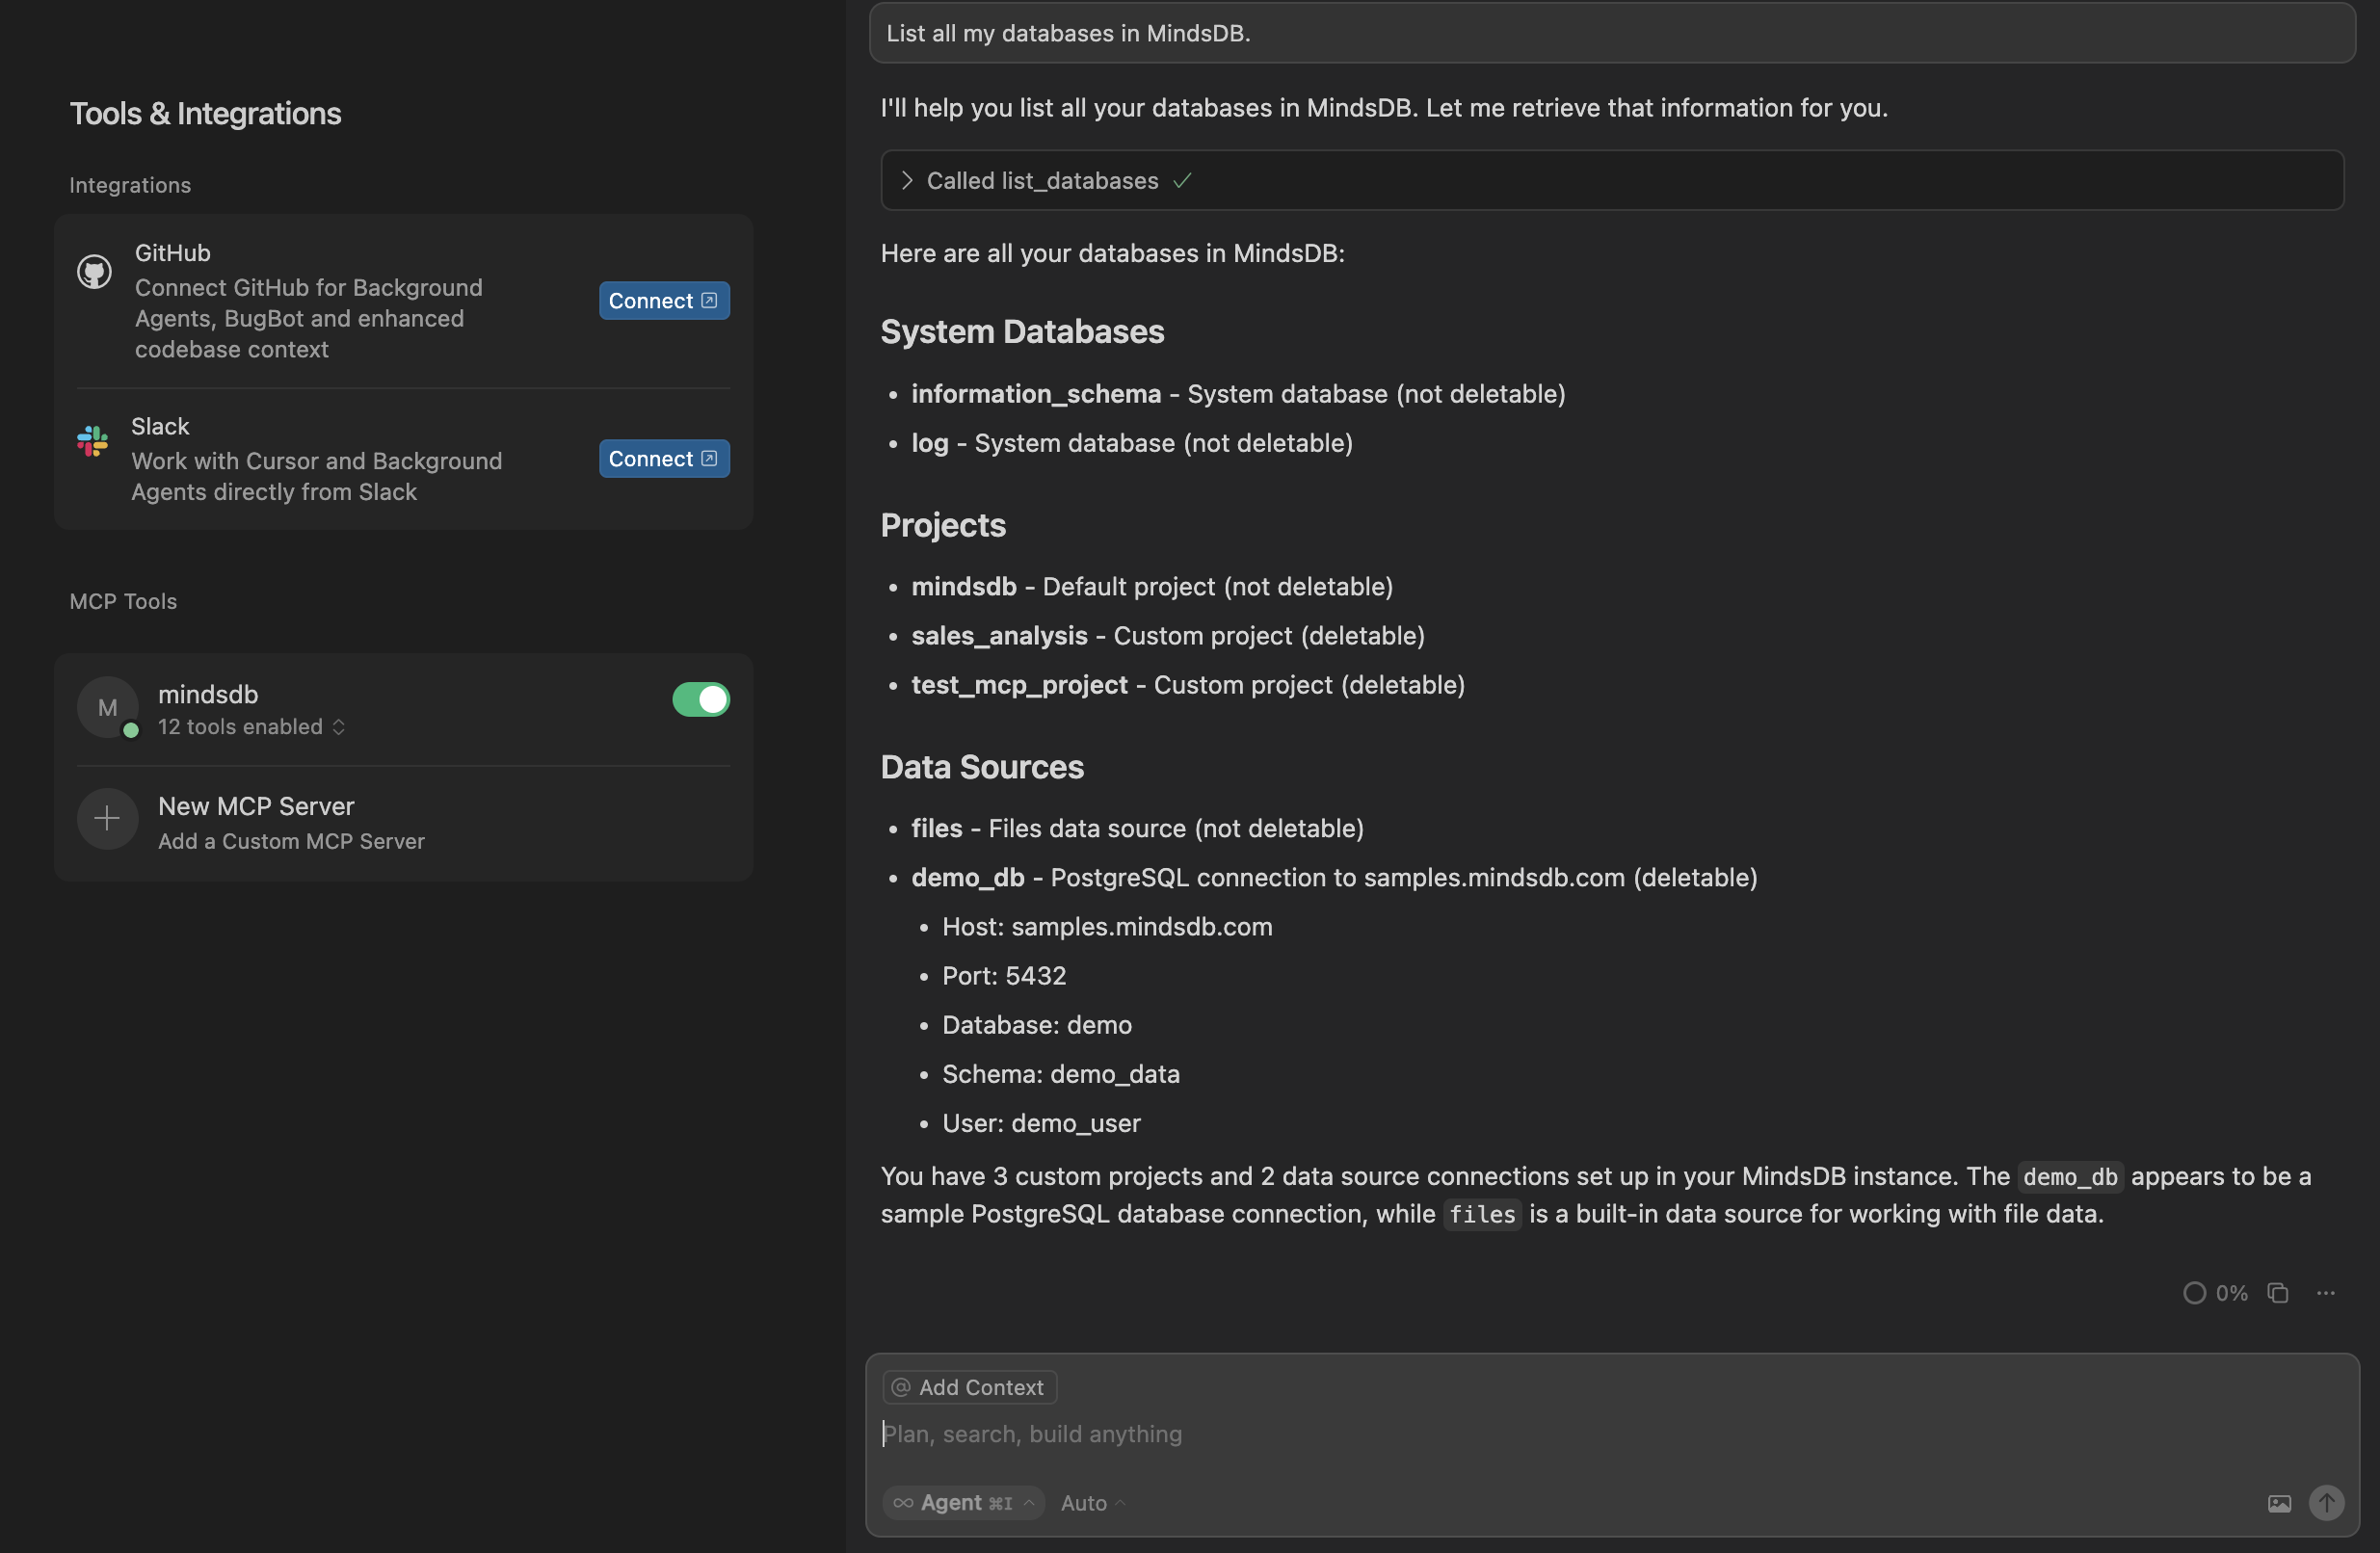 Tools & Integrations
Integrations
GitHub
Connect GitHub for Background
Agents, BugBot and enhanced
codebase context
Connect
Slack
Work with Cursor and Background
Agents directly from Slack
Connect
MCP Tools
M
mindsdb
12 tools enabled
New MCP Server
Add a Custom MCP Server
List all my databases in MindsDB.
I'll help you list all your databases in MindsDB. Let me retrieve that information for you.
Called list_databases
Here are all your databases in MindsDB:
System Databases
• information_schema - System database (not deletable)
• log - System database (not deletable)
Projects
• mindsdb - Default project (not deletable)
• sales_analysis - Custom project (deletable)
• test_mcp_project - Custom project (deletable)
Data Sources
• files - Files data source (not deletable)
• demo_db - PostgreSQL connection to samples.mindsdb.com (deletable)
• Host: samples.mindsdb.com
• Port: 5432
• Database: demo
• Schema: demo_data
• User: demo_user
You have 3 custom projects and 2 data source connections set up in your MindsDB instance. The demo_db appears to be a
sample PostgreSQL database connection, while files is a built-in data source for working with file data.
0%
@ Add Context
Plan, search, build anything
Agent ⌘I
Auto